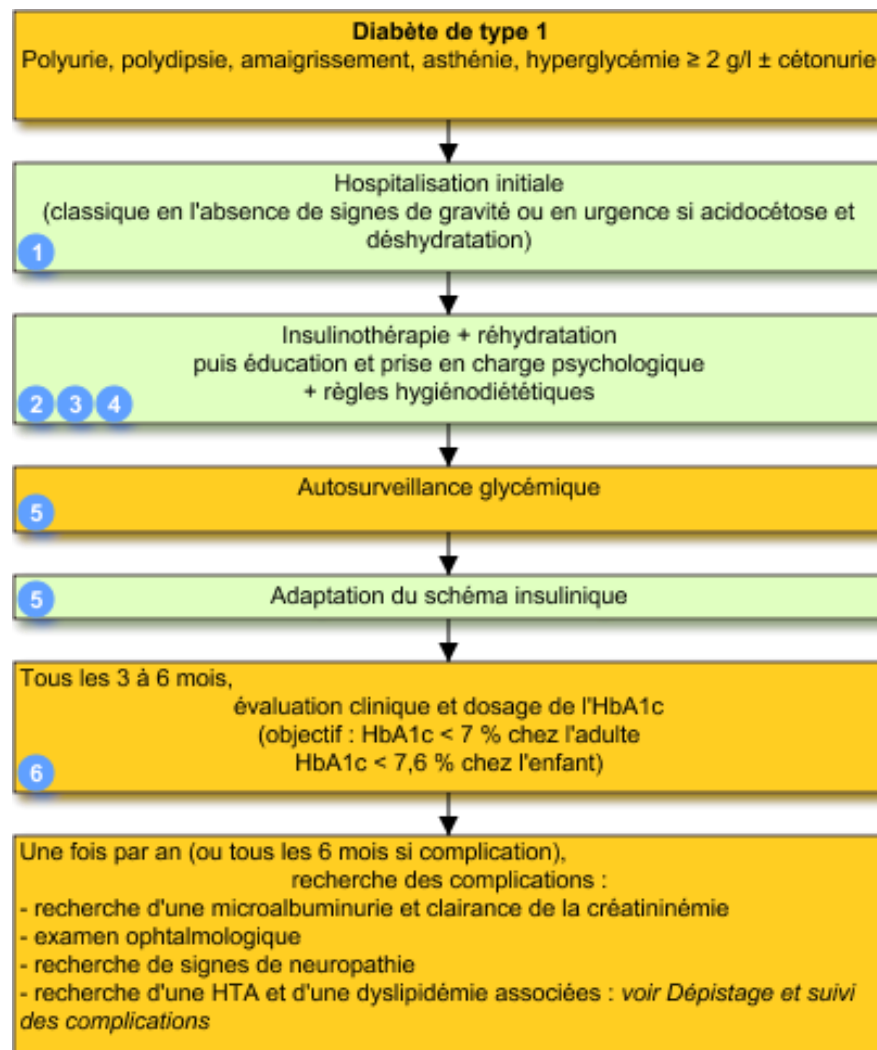 Diabète de type 1
Polyurie, polydipsie, amaigrissement, asthénie, hyperglycémie ≥ 2 g/l ± cétonurie
Hospitalisation initiale
(classique en l'absence de signes de gravité ou en urgence si acidocétose et
déshydratation)
1
Insulinothérapie + réhydratation
puis éducation et prise en charge psychologique
+ règles hygiénodiététiques
2 3 4
Autosurveillance glycémique
5
Adaptation du schéma insulinique
5
Tous les 3 à 6 mois,
évaluation clinique et dosage de l'HbA1c
(objectif : HbA1c < 7 % chez l'adulte
HbA1c < 7,6 % chez l'enfant)
6
Une fois par an (ou tous les 6 mois si complication),
recherche des complications :
- recherche d'une microalbuminurie et clairance de la créatininémie
- examen ophtalmologique
- recherche de signes de neuropathie
- recherche d'une HTA et d'une dyslipidémie associées : voir Dépistage et suivi
des complications